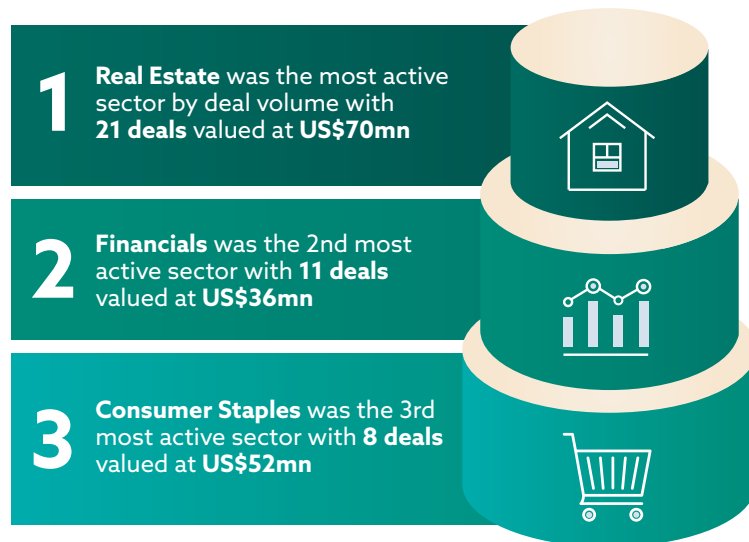 1
Real Estate was the most active
sector by deal volume with
21 deals valued at US$70mn
2
Financials was the 2nd most
active sector with 11 deals
valued at US$36mn
3
Consumer Staples was the 3rd
most active sector with 8 deals
valued at US$52mn